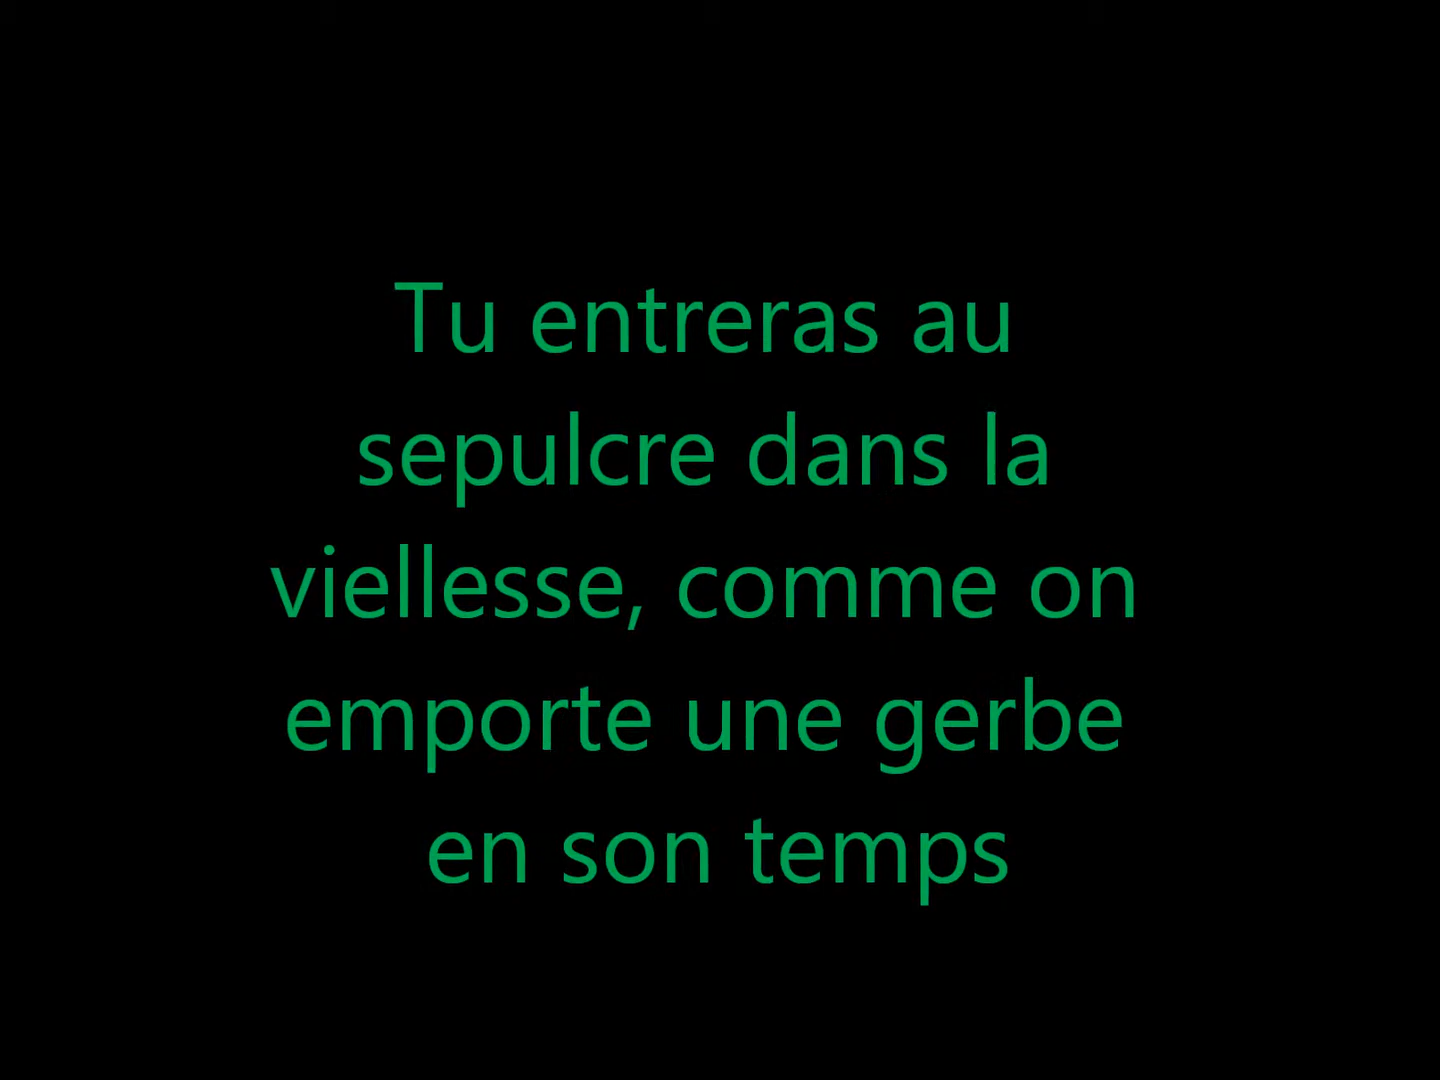 Tu entreras au
sepulcre dans la
viellesse, comme on
emporte une gerbe
en son temps